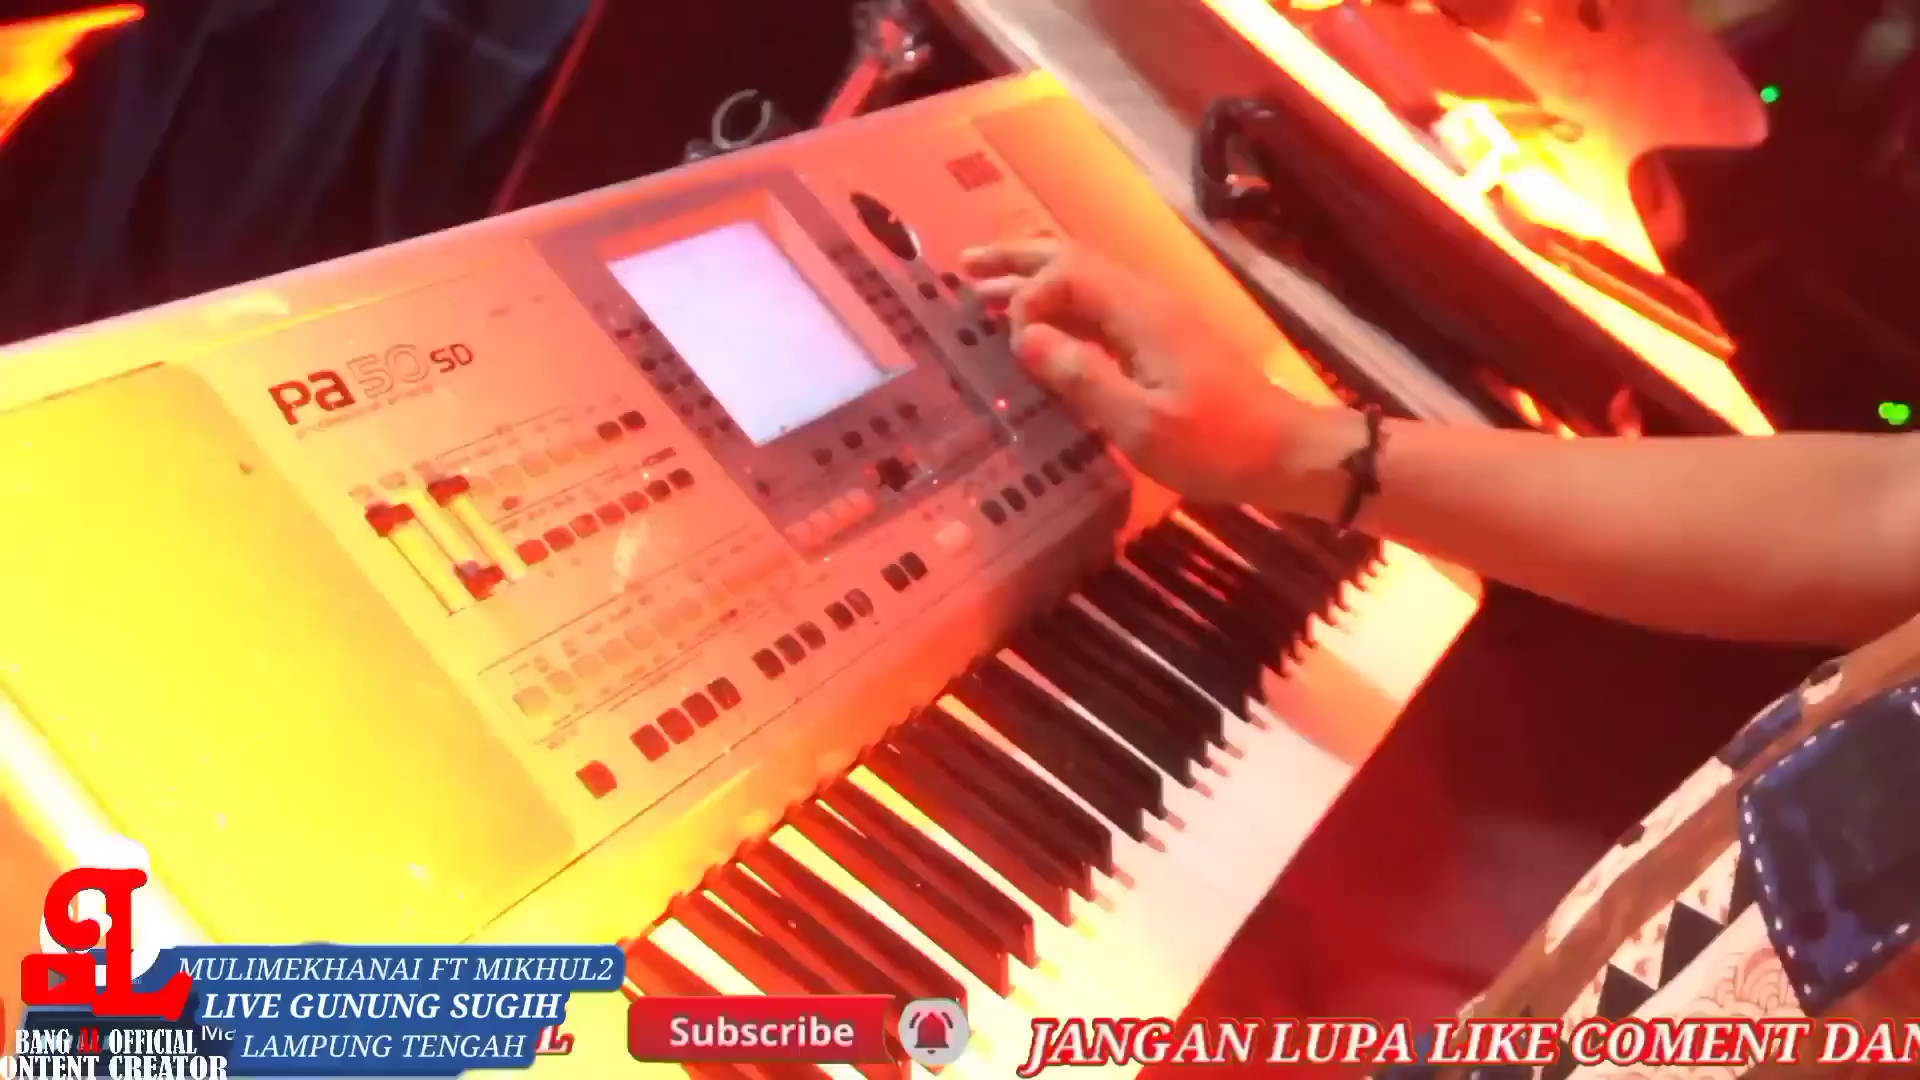 pa50SD
MULIMEKHANAI FT MIKHUL2
LIVE GUNUNG SUGIH
LAMPUNG TENGAH
BANG
OFFICIAL
ONTENT CREATOR
Subscribe
JANGAN LUPA LIKE COMENT DAN